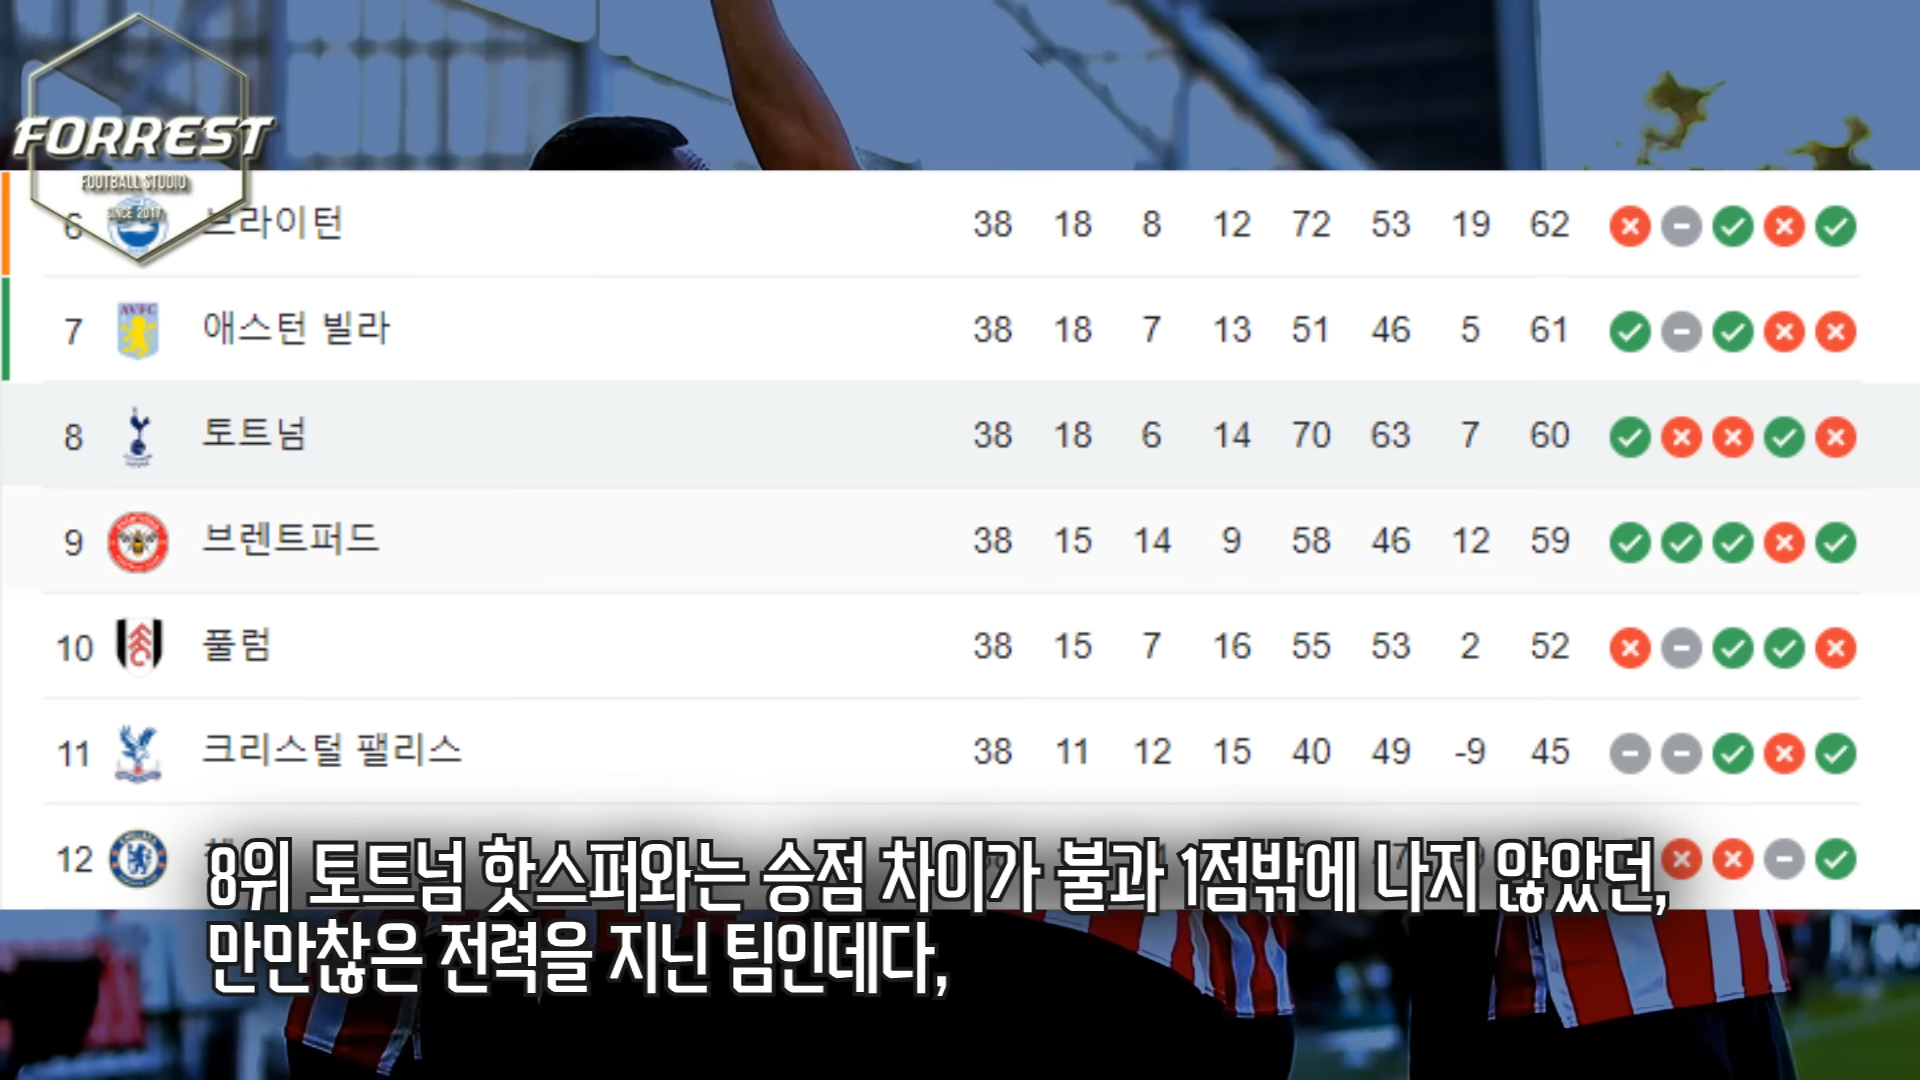 FORREST
FOOTBALL STUDIO
SINCE 2017
6 브라이턴 38 18 8 12 72 53 19 62
7 애스턴 빌라 38 18 7 13 51 46 5 61
8 토트넘 38 18 6 14 70 63 7 60
9 브렌트퍼드 38 15 14 9 58 46 12 59
10 풀럼 38 15 7 16 55 53 2 52
11 크리스털 팰리스 38 11 12 15 40 49 -9 45
12
8위 토트넘 핫스퍼와는 승점 차이가 불과 1점밖에 나지 않았던,
만만찮은 전력을 지닌 팀인데다,